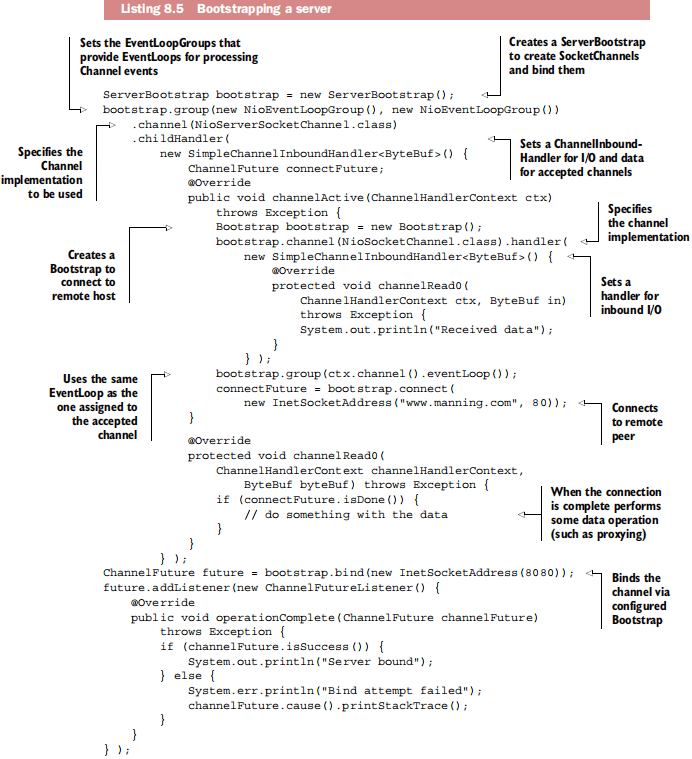 Listing 8.5 Bootstrapping a server
Sets the EventLoopGroups that
provide EventLoops for processing
Channel events
Creates a ServerBootstrap
to create SocketChannels
and bind them
ServerBootstrap bootstrap = new ServerBootstrap();
bootstrap.group(new NioEventLoopGroup(), new NioEventLoopGroup())
.channel(NioServerSocketChannel.class)
.childHandler(
Specifies the
Channel
implementation
to be used
Sets a ChannelInbound-
Handler for I/O and data
for accepted channels
new SimpleChannelInboundHandler<ByteBuf>() {
ChannelFuture connectFuture;
@Override
public void channelActive(ChannelHandlerContext ctx)
throws Exception {
Bootstrap bootstrap = new Bootstrap();
bootstrap.channel(NioSocketChannel.class).handler(
Specifies
the channel
implementation
Creates a
Bootstrap to
connect to
remote host
new SimpleChannelInboundHandler<ByteBuf>() {
@Override
protected void channelRead0(
ChannelHandlerContext ctx, ByteBuf in)
throws Exception {
System.out.println("Received data");
}
} );
Sets a
handler for
inbound I/O
bootstrap.group(ctx.channel().eventLoop());
connectFuture = bootstrap.connect(
new InetSocketAddress("www.manning.com", 80));
}
Uses the same
EventLoop as the
one assigned to
the accepted
channel
Connects
to remote
peer
@Override
protected void channelRead0(
ChannelHandlerContext channelHandlerContext,
ByteBuf byteBuf) throws Exception {
if (connectFuture.isDone()) {
// do something with the data
}
}
} );
When the connection
is complete performs
some data operation
(such as proxying)
ChannelFuture future = bootstrap.bind(new InetSocketAddress(8080));
future.addListener(new ChannelFutureListener() {
@Override
public void operationComplete(ChannelFuture channelFuture)
throws Exception {
if (channelFuture.isSuccess()) {
System.out.println("Server bound");
} else {
System.err.println("Bind attempt failed");
channelFuture.cause().printStackTrace();
}
}
} );
Binds the
channel via
configured
Bootstrap